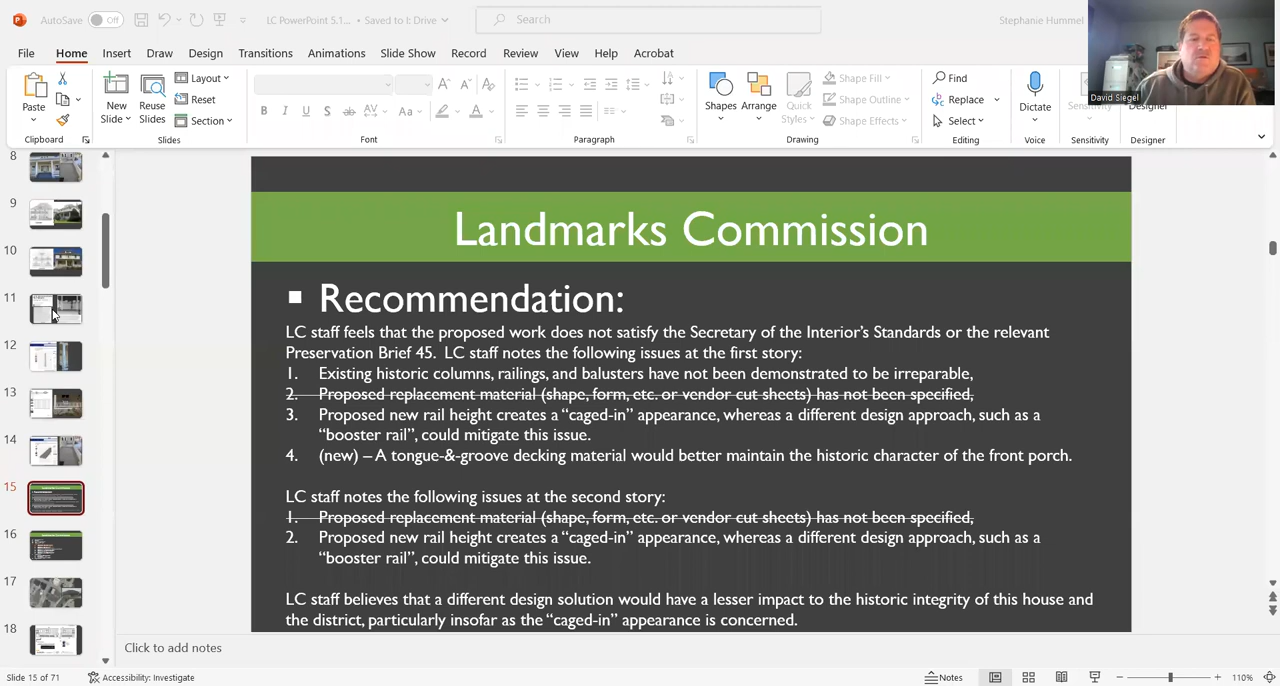 AutoSave Off LC PowerPoint 5.1... • Saved to I: Drive Search Stephanie Hummel
File Home Insert Draw Design Transitions Animations Slide Show Record Review View Help Acrobat
Paste New Slide Reuse Slides Layout Reset Section Shapes Arrange Quick Styles Shape Fill Shape Outline Shape Effects Find Replace Select Dictate Sensitivity Designer
Clipboard Slides Font Paragraph Drawing Editing Voice Sensitivity Designer
David Siegel
8
9
10
11
12
13
14
15
16
17
18
Landmarks Commission
Recommendation:
LC staff feels that the proposed work does not satisfy the Secretary of the Interior's Standards or the relevant
Preservation Brief 45. LC staff notes the following issues at the first story:
1. Existing historic columns, railings, and balusters have not been demonstrated to be irreparable,
2. Proposed replacement material (shape, form, etc. or vendor cut sheets) has not been specified,
3. Proposed new rail height creates a “caged-in” appearance, whereas a different design approach, such as a
“booster rail”, could mitigate this issue.
4. (new) – A tongue-&-groove decking material would better maintain the historic character of the front porch.
LC staff notes the following issues at the second story:
1. Proposed replacement material (shape, form, etc. or vendor cut sheets) has not been specified,
2. Proposed new rail height creates a “caged-in” appearance, whereas a different design approach, such as a
“booster rail”, could mitigate this issue.
LC staff believes that a different design solution would have a lesser impact to the historic integrity of this house and
the district, particularly insofar as the “caged-in” appearance is concerned.
Click to add notes
Slide 15 of 71 Accessibility: Investigate Notes 110%